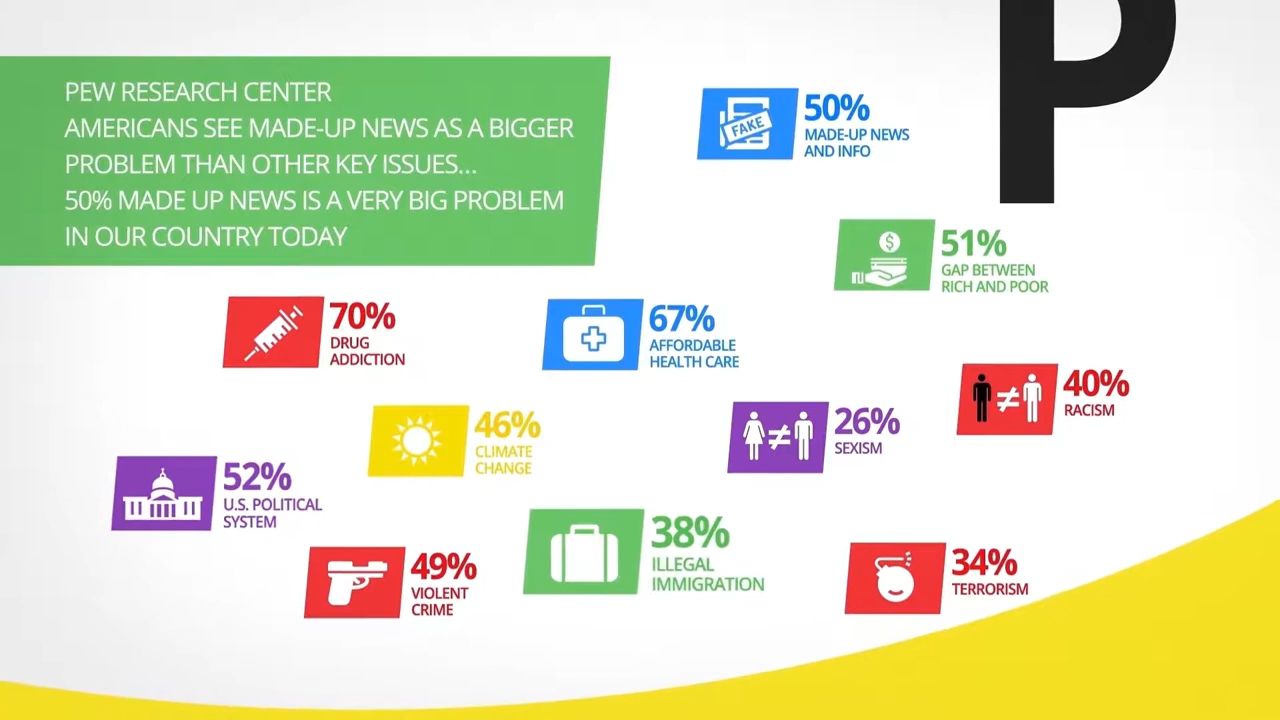 P
PEW RESEARCH CENTER
AMERICANS SEE MADE-UP NEWS AS A BIGGER
PROBLEM THAN OTHER KEY ISSUES...
50% MADE UP NEWS IS A VERY BIG PROBLEM
IN OUR COUNTRY TODAY
FAKE
50%
MADE-UP NEWS
AND INFO
$
51%
GAP BETWEEN
RICH AND POOR
70%
DRUG
ADDICTION
67%
AFFORDABLE
HEALTH CARE
≠
40%
RACISM
46%
CLIMATE
CHANGE
≠
26%
SEXISM
52%
U.S. POLITICAL
SYSTEM
38%
ILLEGAL
IMMIGRATION
49%
VIOLENT
CRIME
34%
TERRORISM